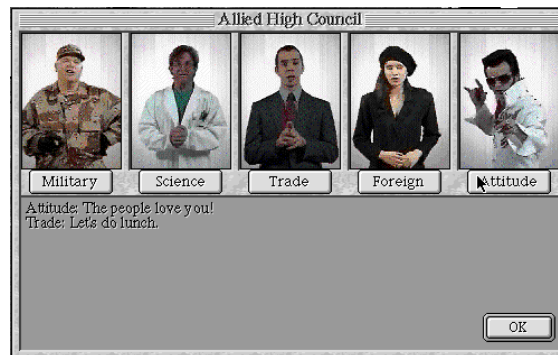 Allied High Council
Military
Science
Trade
Foreign
Attitude
Attitude: The people love you!
Trade: Let's do lunch.
OK